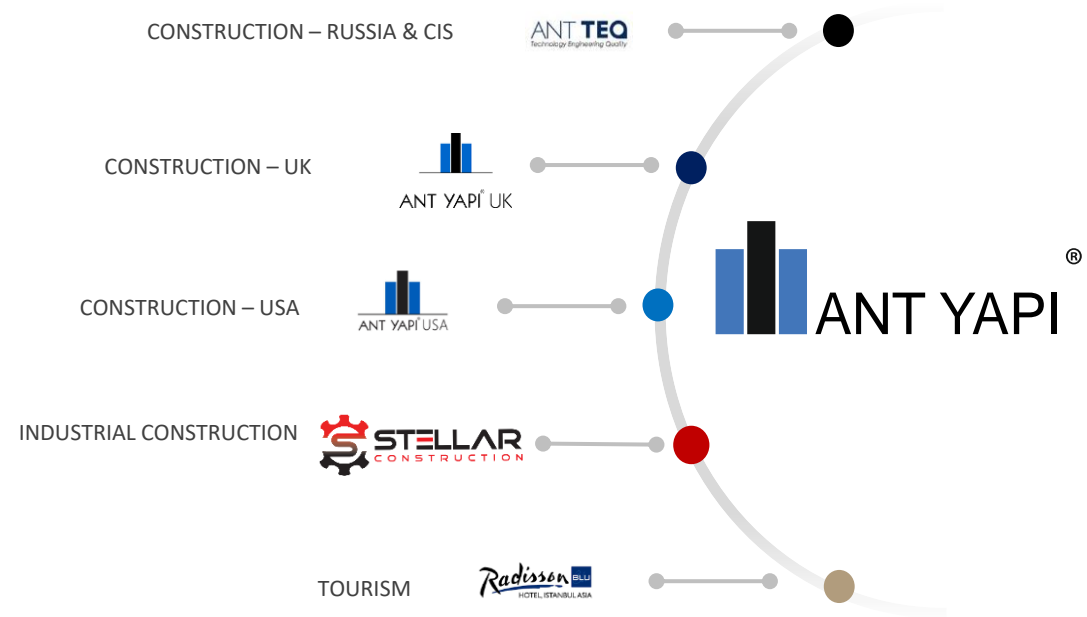 CONSTRUCTION – RUSSIA & CIS
ANT TEQ
Technology Engineering Quality
CONSTRUCTION – UK
ANT YAPI® UK
CONSTRUCTION – USA
ANT YAPI® USA
®
ANT YAPI
INDUSTRIAL CONSTRUCTION
STELLAR
CONSTRUCTION
TOURISM
Radisson BLU
HOTEL, ISTANBUL ASIA